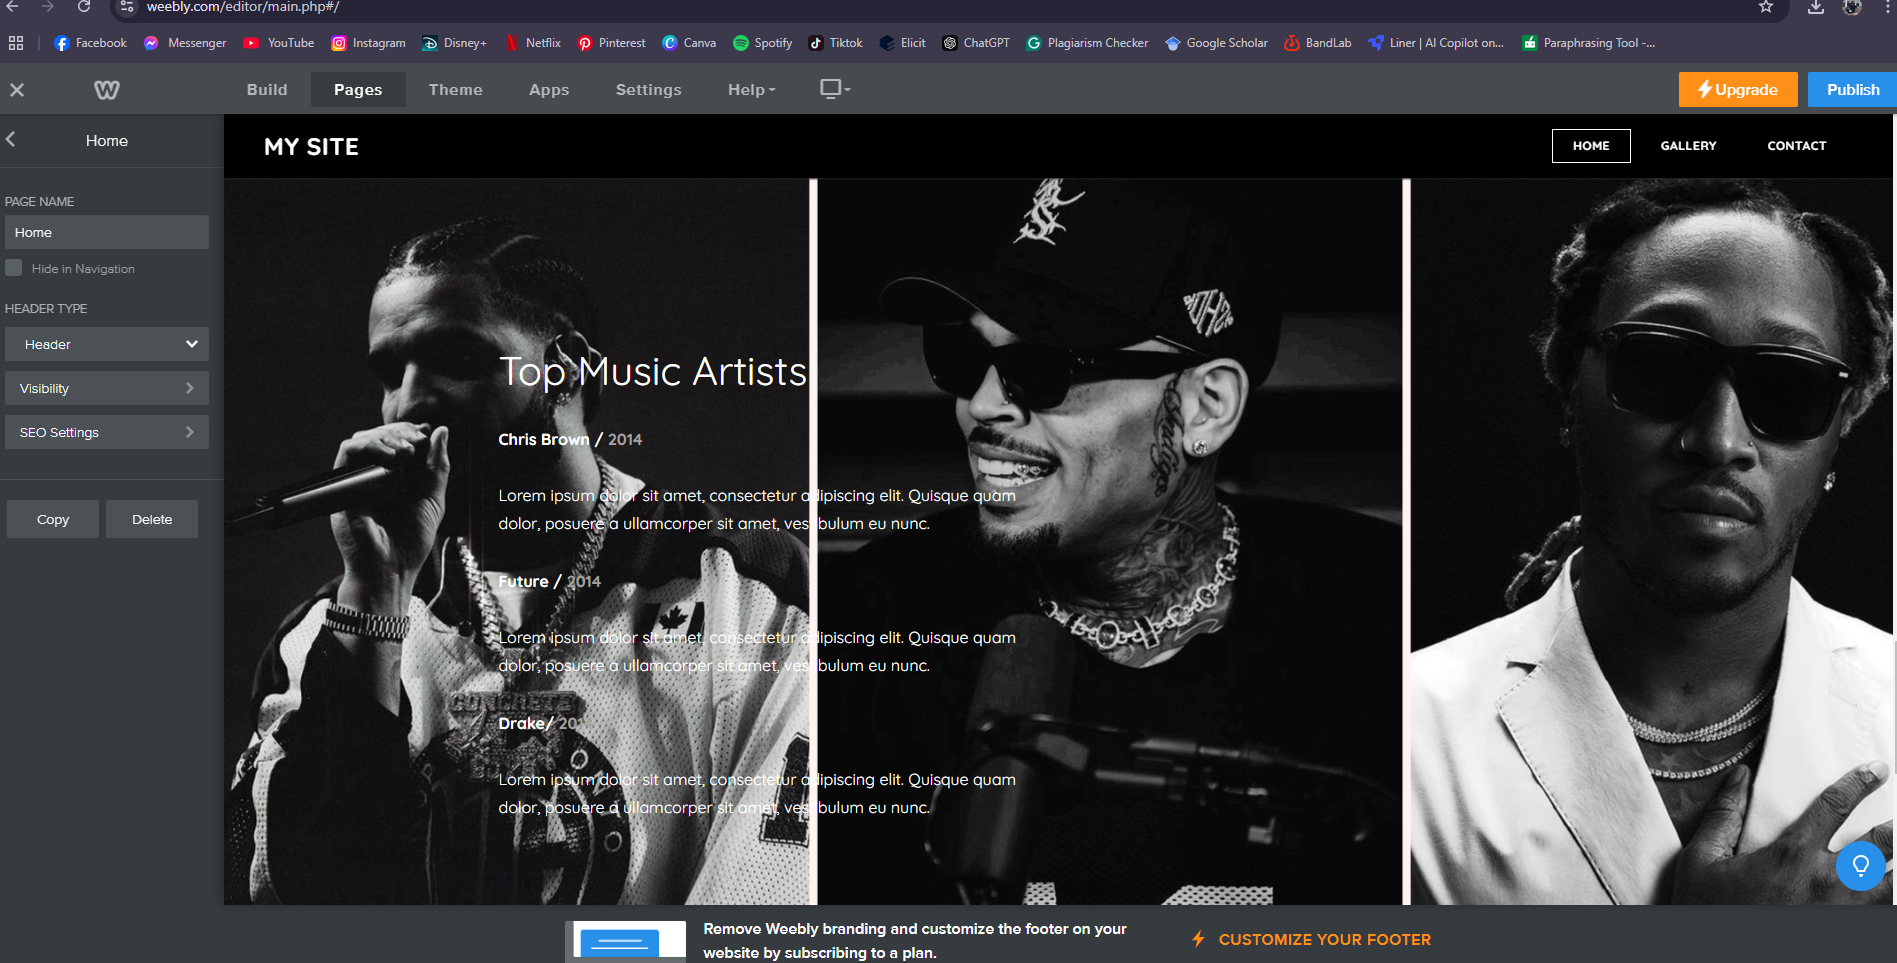 weebly.com/editor/main.php#/
Facebook Messenger YouTube Instagram Disney+ Netflix Pinterest Canva Spotify Tiktok Elicit ChatGPT Plagiarism Checker Google Scholar BandLab Liner | AI Copilot on... Paraphrasing Tool -...
Build Pages Theme Apps Settings Help Upgrade Publish
Home
MY SITE
HOME GALLERY CONTACT
PAGE NAME
Home
Hide in Navigation
HEADER TYPE
Header
Visibility
SEO Settings
Copy Delete
Top Music Artists
Chris Brown / 2014
Lorem ipsum dolor sit amet, consectetur adipiscing elit. Quisque quam
dolor, posuere a ullamcorper sit amet, vestibulum eu nunc.
Future / 2014
Lorem ipsum dolor sit amet, consectetur adipiscing elit. Quisque quam
dolor, posuere a ullamcorper sit amet, vestibulum eu nunc.
Drake/
Lorem ipsum dolor sit amet, consectetur adipiscing elit. Quisque quam
dolor, posuere a ullamcorper sit amet, vestibulum eu nunc.
Remove Weebly branding and customize the footer on your
website by subscribing to a plan.
CUSTOMIZE YOUR FOOTER